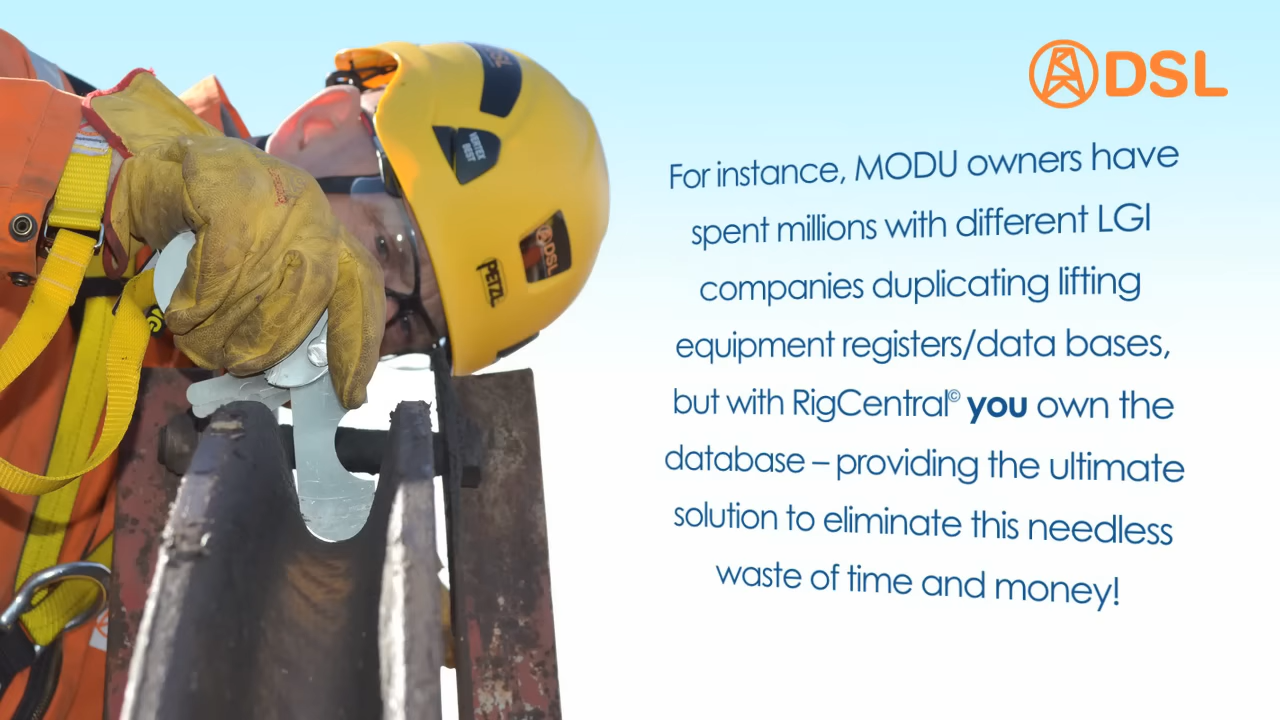 DSL
For instance, MODU owners have
spent millions with different LGI
companies duplicating lifting
equipment registers/data bases,
but with RigCentral© you own the
database – providing the ultimate
solution to eliminate this needless
waste of time and money!
VERTEX
BEST
DSL
PETZL